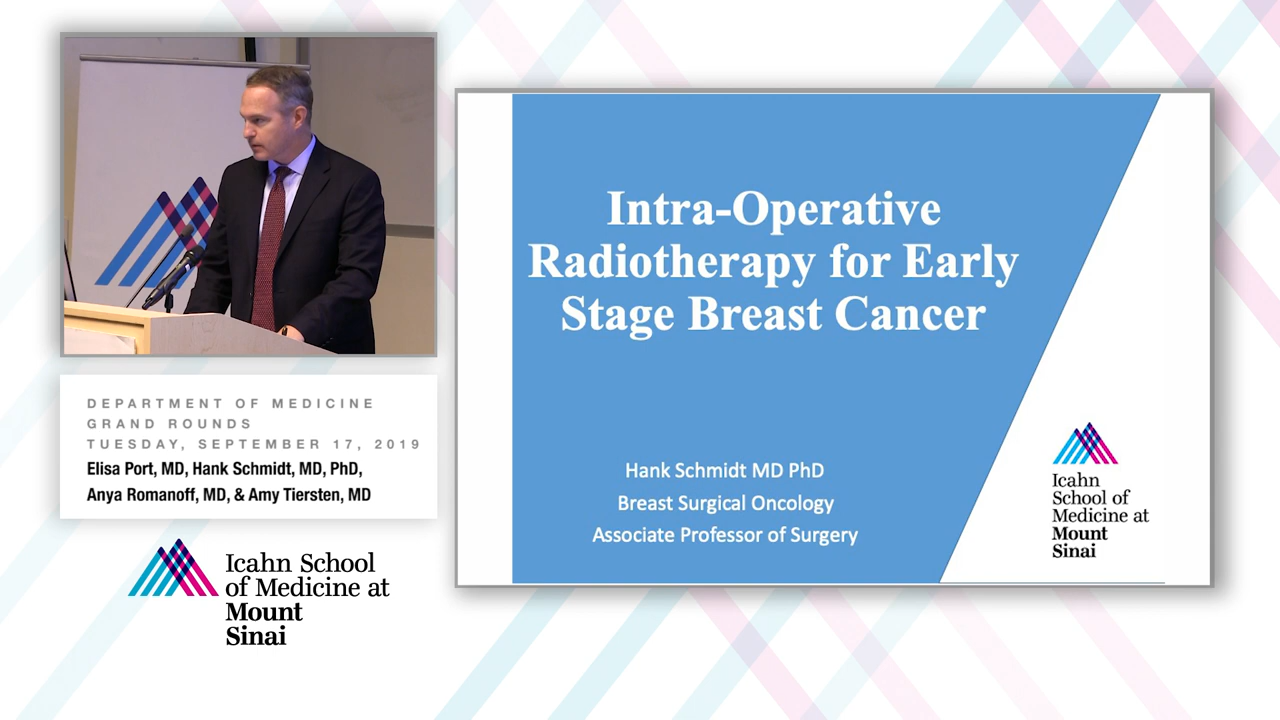 DEPARTMENT OF MEDICINE
GRAND ROUNDS
TUESDAY, SEPTEMBER 17, 2019
Elisa Port, MD, Hank Schmidt, MD, PhD,
Anya Romanoff, MD, & Amy Tiersten, MD
Icahn School
of Medicine at
Mount
Sinai
Intra-Operative
Radiotherapy for Early
Stage Breast Cancer
Hank Schmidt MD PhD
Breast Surgical Oncology
Associate Professor of Surgery
Icahn
School of
Medicine at
Mount
Sinai